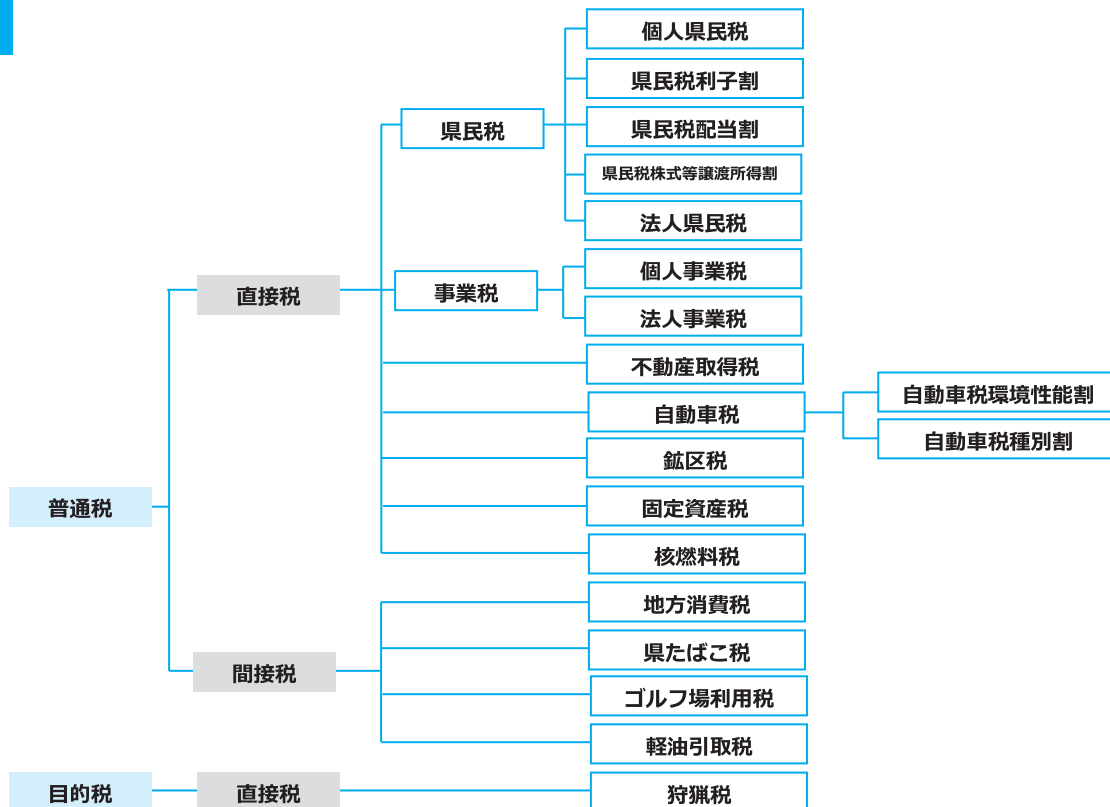 個人県民税
県民税利子割
県民税
県民税配当割
県民税株式等譲渡所得割
法人県民税
個人事業税
直接税
事業税
法人事業税
不動産取得税
自動車税環境性能割
自動車税
自動車税種別割
鉱区税
普通税
固定資産税
核燃料税
地方消費税
県たばこ税
間接税
ゴルフ場利用税
軽油引取税
目的税
直接税
狩猟税